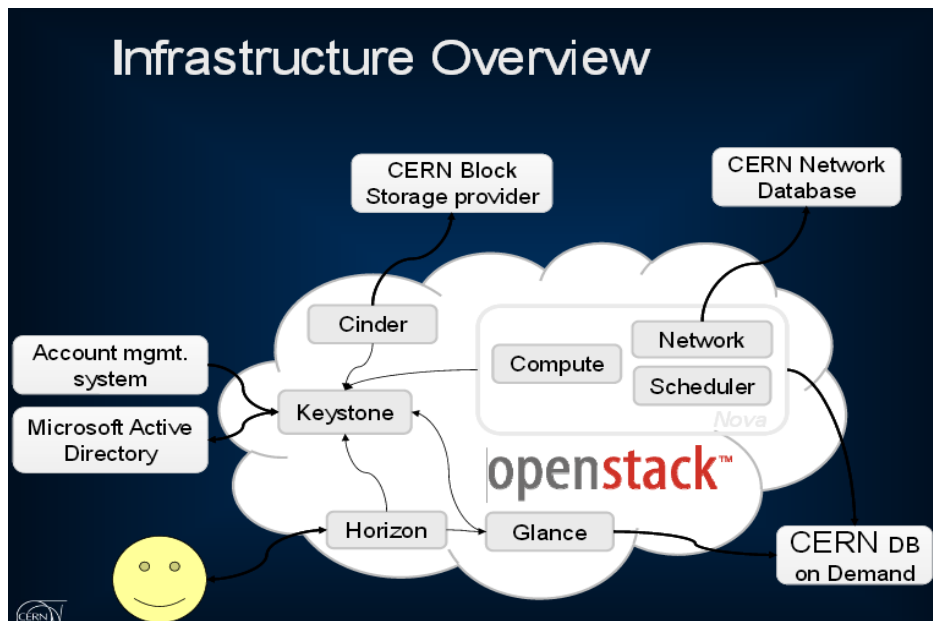 Infrastructure Overview
CERN Block
Storage provider
CERN Network
Database
Cinder
Network
Compute
Scheduler
Nova
Account mgmt.
system
Keystone
Microsoft Active
Directory
openstack™
Horizon
Glance
CERN DB
on Demand
CERN